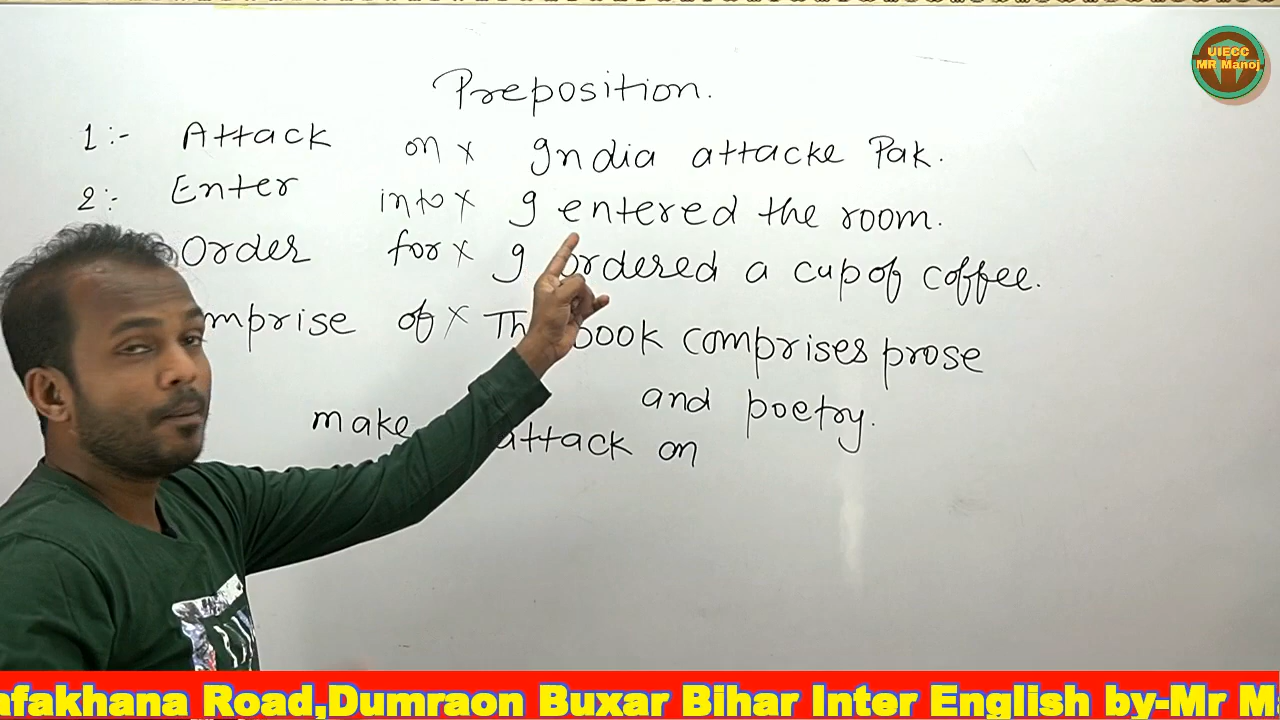 UIECC
MR Manoj
Preposition.
1:- Attack on x India attacke Pak.
2:- Enter into x I entered the room.
Order for x I ordered a cup of coffee.
mprise of x Th book comprises prose
and poetry.
make attack on
afakhana Road,Dumraon Buxar Bihar Inter English by-Mr M